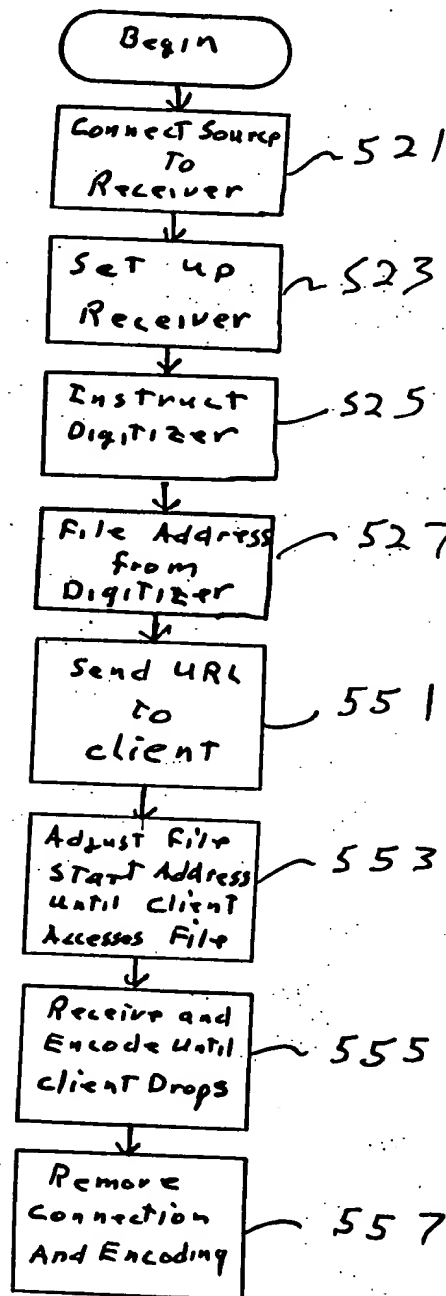 Begin
Connect Source
To
Receiver
521
Set up
Receiver
523
Instruct
Digitizer
525
File Address
from
Digitizer
527
Send URL
to
client
551
Adjust File
Start Address
until Client
Accesses File
553
Receive and
Encode until
client Drops
555
Remove
Connection
And Encoding
557